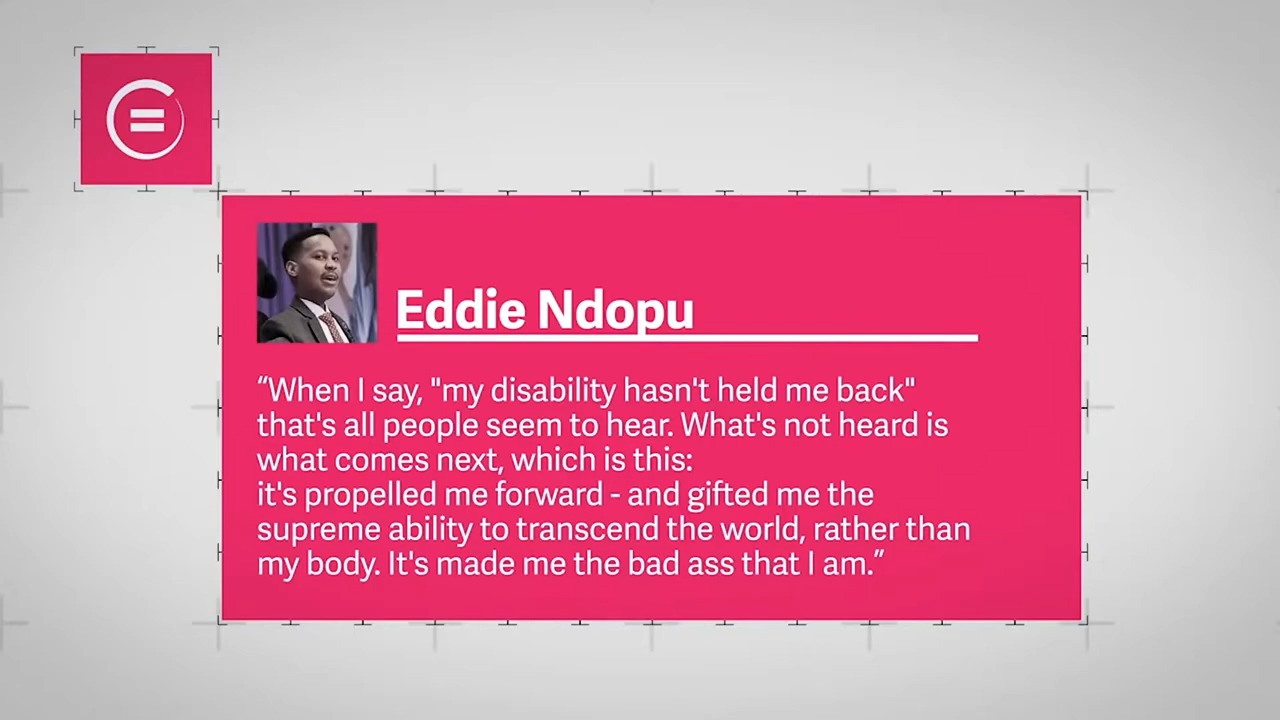 Eddie Ndopu
“When I say, "my disability hasn't held me back"
that's all people seem to hear. What's not heard is
what comes next, which is this:
it's propelled me forward - and gifted me the
supreme ability to transcend the world, rather than
my body. It's made me the bad ass that I am.”